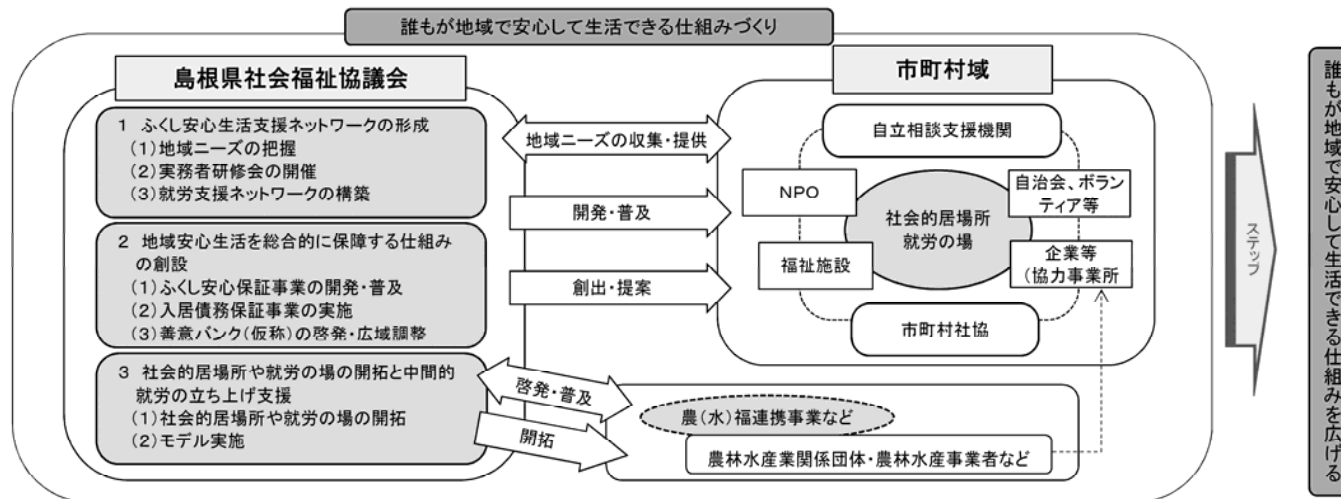 誰もが地域で安心して生活できる仕組みづくり
島根県社会福祉協議会
1 ふくし安心生活支援ネットワークの形成
(1)地域ニーズの把握
(2)実務者研修会の開催
(3)就労支援ネットワークの構築
2 地域安心生活を総合的に保障する仕組み
の創設
(1)ふくし安心保証事業の開発・普及
(2)入居債務保証事業の実施
(3)善意バンク(仮称)の啓発・広域調整
3 社会的居場所や就労の場の開拓と中間的
就労の立ち上げ支援
(1)社会的居場所や就労の場の開拓
(2)モデル実施
地域ニーズの収集・提供
開発・普及
創出・提案
啓発・普及
開拓
市町村域
自立相談支援機関
NPO
自治会、ボラン
ティア等
社会的居場所
就労の場
福祉施設
企業等
(協力事業所
市町村社協
農(水)福連携事業など
農林水産業関係団体・農林水産事業者など
ステップ
誰もが地域で安心して生活できる仕組みを広げる